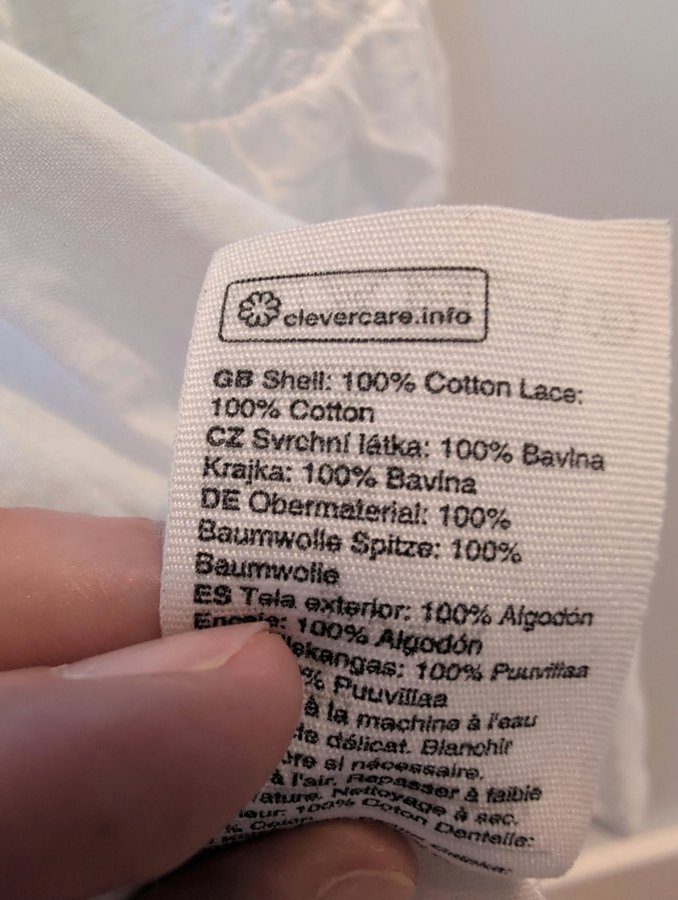 clevercare.info
GB Shell: 100% Cotton Lace:
100% Cotton
CZ Svrchní látka: 100% Bavlna
Krajka: 100% Bavlna
DE Obermaterial: 100%
Baumwolle Spitze: 100%
Baumwolle
ES Tela exterior: 100% Algodón
Encaje: 100% Algodón
100% Puuvillaa
% Puuvillaa
à la machine à l'eau
délicat. Blanchir
si nécessaire.
à l'air. Repasser à faible
Nettoyage à sec.
100% Coton Dentelle:
% Coton